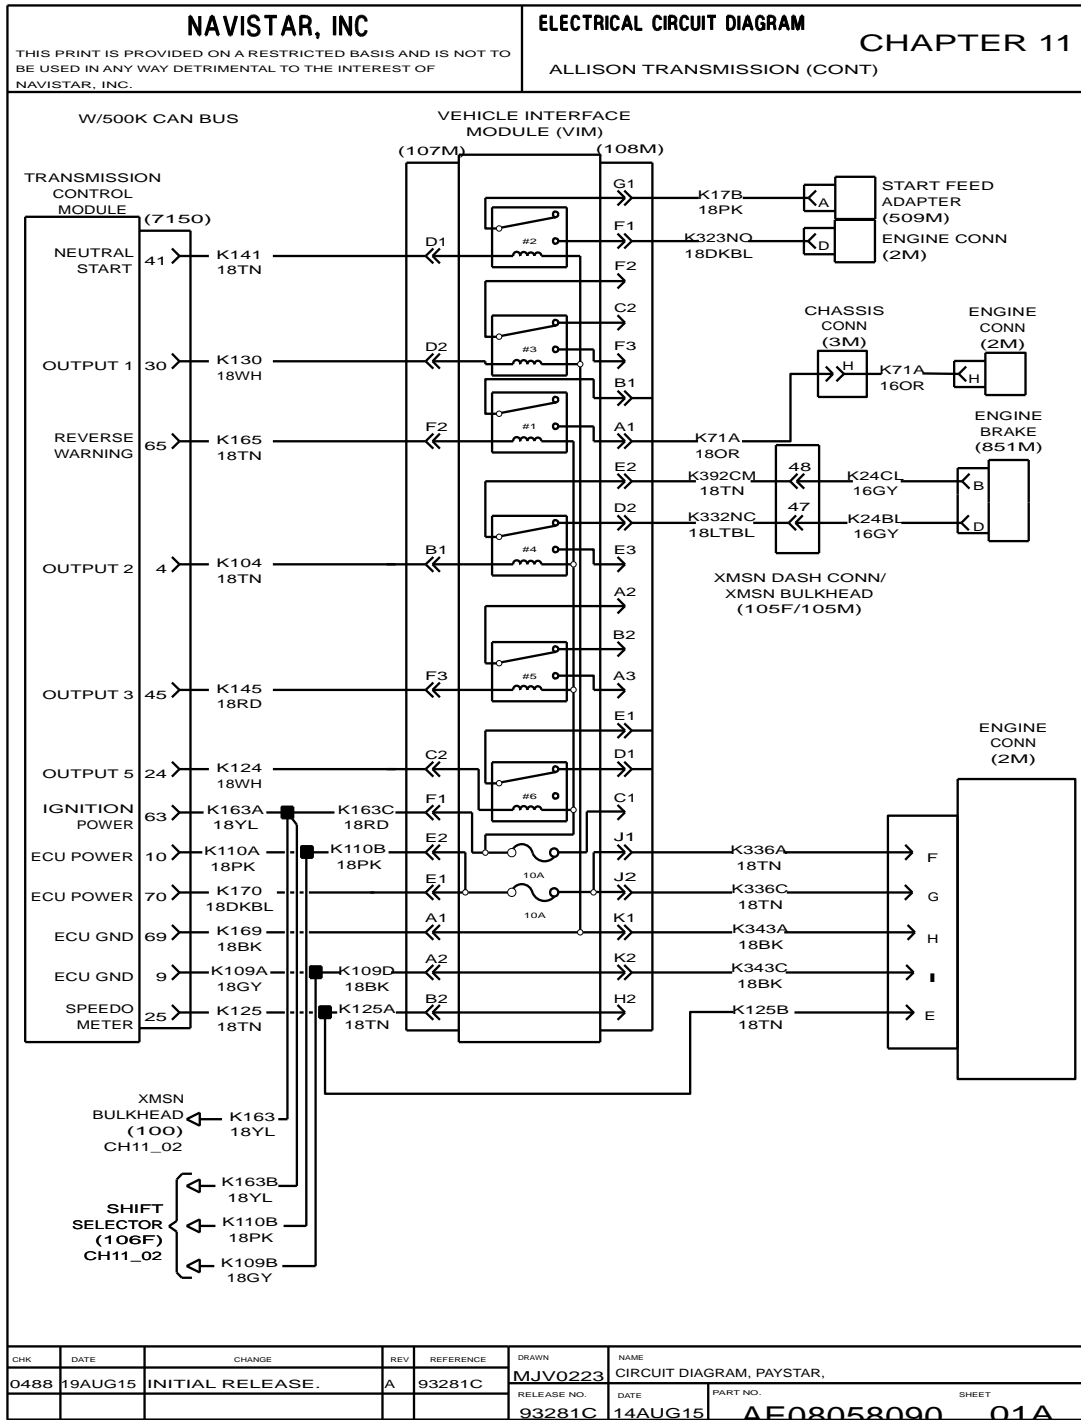 NAVISTAR, INC
THIS PRINT IS PROVIDED ON A RESTRICTED BASIS AND IS NOT TO
BE USED IN ANY WAY DETRIMENTAL TO THE INTEREST OF
NAVISTAR, INC.
ELECTRICAL CIRCUIT DIAGRAM
CHAPTER 11
ALLISON TRANSMISSION (CONT)
W/500K CAN BUS
VEHICLE INTERFACE
MODULE (VIM)
(107M)
(108M)
TRANSMISSION
CONTROL
MODULE
(7150)
NEUTRAL
START
41
K141
18TN
D1
#2
G1
K17B
18PK
A
START FEED
ADAPTER
(509M)
F1
K323NO
18DKBL
D
ENGINE CONN
(2M)
F2
C2
OUTPUT 1
30
K130
18WH
D2
#3
F3
CHASSIS
CONN
(3M)
H
K71A
16OR
ENGINE
CONN
(2M)
H
B1
REVERSE
WARNING
65
K165
18TN
F2
#1
A1
K71A
18OR
ENGINE
BRAKE
(851M)
E2
K392CM
18TN
48
K24CL
16GY
B
D2
K332NC
18LTBL
47
K24BL
16GY
D
OUTPUT 2
4
K104
18TN
B1
#4
E3
XMSN DASH CONN/
XMSN BULKHEAD
(105F/105M)
A2
B2
OUTPUT 3
45
K145
18RD
F3
#5
A3
E1
OUTPUT 5
24
K124
18WH
C2
#6
D1
ENGINE
CONN
(2M)
IGNITION
POWER
63
K163A
18YL
K163C
18RD
F1
C1
ECU POWER
10
K110A
18PK
K110B
18PK
E2
10A
J1
K336A
18TN
F
ECU POWER
70
K170
18DKBL
E1
10A
J2
K336C
18TN
G
ECU GND
69
K169
18BK
A1
K1
K343A
18BK
H
ECU GND
9
K109A
18GY
K109D
18BK
A2
K2
K343C
18BK
I
SPEEDO
METER
25
K125
18TN
K125A
18TN
B2
H2
K125B
18TN
E
XMSN
BULKHEAD
(100)
CH11_02
K163
18YL
SHIFT
SELECTOR
(106F)
CH11_02
K163B
18YL
K110B
18PK
K109B
18GY
CHK
DATE
CHANGE
REV
REFERENCE
0488
19AUG15
INITIAL RELEASE.
A
93281C
DRAWN
MJV0223
NAME
CIRCUIT DIAGRAM, PAYSTAR,
RELEASE NO.
93281C
DATE
14AUG15
PART NO.
AE08058090
SHEET
01A